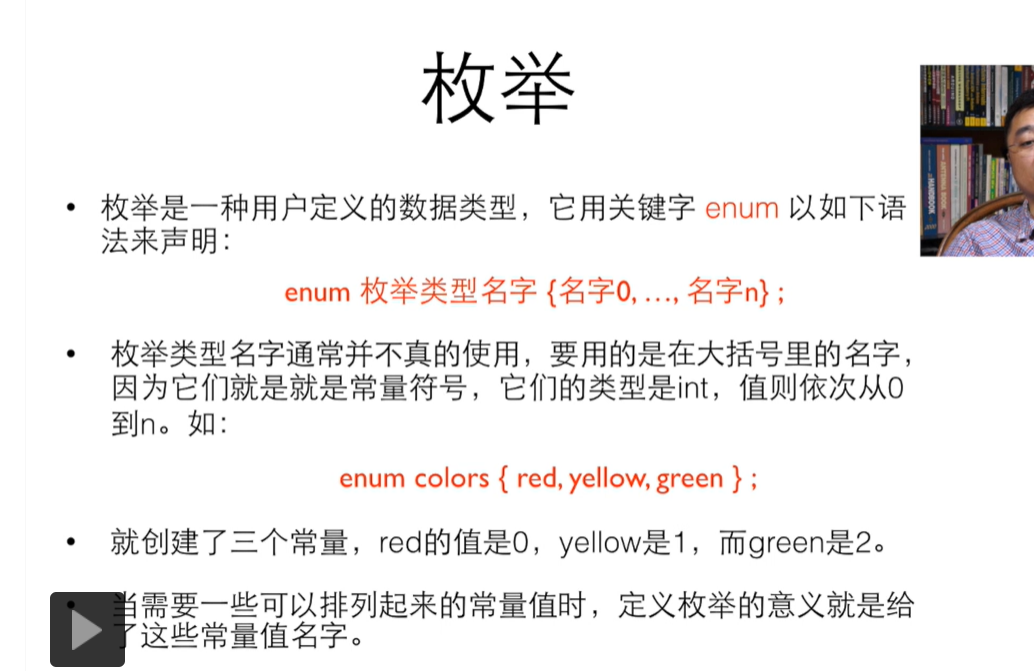 枚举
• 枚举是一种用户定义的数据类型，它用关键字 enum 以如下语
法来声明：
enum 枚举类型名字 {名字0, …, 名字n} ;
• 枚举类型名字通常并不真的使用，要用的是在大括号里的名字，
因为它们就是就是常量符号，它们的类型是int，值则依次从0
到n。如：
enum colors { red, yellow, green } ;
• 就创建了三个常量，red的值是0，yellow是1，而green是2。
• 当需要一些可以排列起来的常量值时，定义枚举的意义就是给
了这些常量值名字。
HANDBOOK